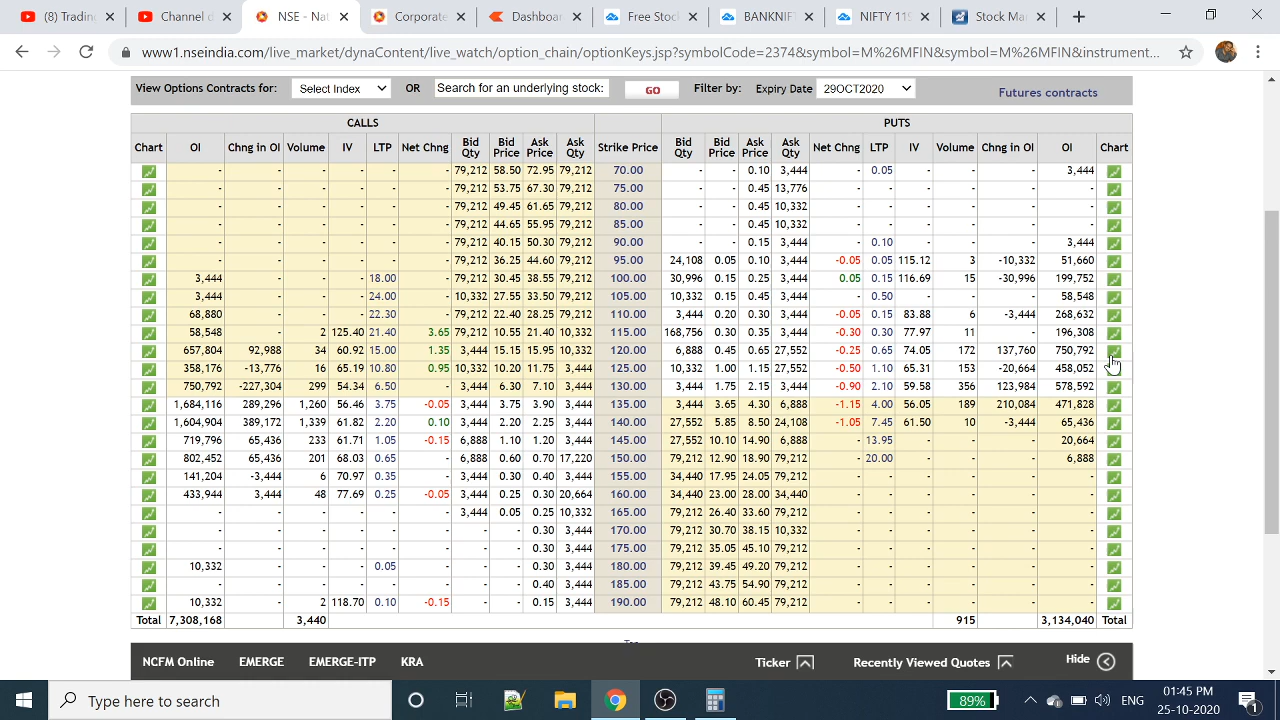 (8) Trading
Channel d
NSE - Nat
Corporate
Dashboar
Free Stoc
BANKNIFT
NIFTY
Stock Mar
www1.nseindia.com/live_market/dynaContent/live_watch/option_chain/optionKeys.jsp?symbolCode=2374&symbol=M%26MFIN&symbol=M%26MFIN&instrument...
View Options Contracts for: Select Index OR Search for an underlying stock: GO Filter by: Expiry Date 29OCT2020 Futures contracts
CALLS PUTS
Chart OI Chng in OI Volume IV LTP Net Chng Bid Qty Bid Price Ask Price Ask Qty Strike Price Bid Qty Bid Price Ask Price Ask Qty Net Chng LTP IV Volume Chng in OI OI Chart
- - - - - - 79,212 58.50 72.95 79,212 70.00 - - 0.10 3,444 - 0.05 - - - 3,444
- - - - - - 79,212 53.75 67.30 79,212 75.00 - - 0.45 13,776 - - - - - -
- - - - - - 79,212 49.45 61.65 79,212 80.00 - - 0.45 10,332 - - - - - -
- - - - - - 79,212 44.65 55.95 79,212 85.00 - - 0.45 10,332 - - - - - -
- - - - - - 79,212 40.15 50.30 79,212 90.00 - - 0.15 3,444 - 0.10 - - - 3,444
- - - - - - 79,212 36.25 44.60 79,212 95.00 24,108 0.05 0.10 3,444 -0.05 0.05 115.12 3 -10,332 51,660
3,444 - - - 18.00 - 79,212 30.45 38.55 79,212 100.00 30,996 0.15 0.25 3,444 0.05 0.15 116.69 15 -30,996 199,752
3,444 - - - 24.00 - 10,332 27.55 33.50 79,212 105.00 10,332 0.15 0.45 3,444 - 0.50 - - - 58,548
68,880 - - - 22.30 - 79,212 22.40 28.25 79,212 110.00 3,444 0.20 0.30 3,444 -0.05 0.15 83.88 6 -3,444 268,632
58,548 - 2 125.40 21.40 3.65 79,212 10.55 21.40 10,332 115.00 168,756 0.30 0.35 3,444 -0.30 0.30 77.97 11 - 196,308
657,804 92,988 34 60.92 15.00 1.35 3,444 15.15 15.95 10,332 120.00 6,888 0.45 0.65 27,552 -0.25 0.65 74.05 172 137,760 750,792
358,176 -13,776 16 65.19 10.80 0.95 10,332 10.20 11.75 3,444 125.00 10,332 1.00 1.15 27,552 -0.50 1.10 65.31 153 -20,664 458,052
750,792 -227,304 299 54.34 6.50 - 3,444 6.30 7.10 3,444 130.00 3,444 1.75 2.15 3,444 -0.90 2.10 59.58 356 123,984 578,592
1,684,116 289,296 1,260 56.46 3.75 -0.05 3,444 3.75 3.90 3,444 135.00 3,444 3.65 4.30 6,888 -1.15 4.00 56.05 189 210,084 471,828
1,604,904 389,172 1,339 61.82 2.20 0.10 3,444 2.20 2.25 3,444 140.00 27,552 5.85 8.50 24,108 -1.05 7.45 61.50 10 -3,444 65,436
719,796 65,436 233 61.71 1.05 -0.15 6,888 1.10 1.20 3,444 145.00 27,552 10.10 14.90 6,888 - 13.95 - - - 20,664
802,452 65,436 201 68.03 0.65 - 6,888 0.60 0.70 17,220 150.00 79,212 12.90 18.90 79,212 - 20.00 - - - 6,888
141,204 -3,444 6 70.97 0.35 - 3,444 0.30 0.40 3,444 155.00 34,440 17.95 24.05 79,212 - - - - - -
433,944 3,444 48 77.69 0.25 -0.05 3,444 0.25 0.30 20,664 160.00 34,440 23.00 28.00 34,440 - - - - - -
- - - - - - 3,444 0.05 0.25 10,332 165.00 79,212 26.40 33.60 79,212 - - - - - -
- - - - - - - - 0.30 3,444 170.00 79,212 30.70 38.15 10,332 - - - - - -
- - - - - - - - 0.30 3,444 175.00 79,212 35.05 45.10 79,212 - - - - - -
10,332 - - - 0.05 - - - 0.30 3,444 180.00 79,212 39.45 49.20 79,212 - - - - - -
- - - - - - - - 0.40 3,444 185.00 79,212 43.75 54.90 79,212 - - - - - -
10,332 - 2 118.70 0.10 -0.15 - - 0.15 3,444 190.00 79,212 48.10 60.45 79,212 - - - - - -
Total 7,308,168 3,440 915 3,134,040 Total
NCFM Online EMERGE EMERGE-ITP KRA Ticker Recently Viewed Quotes Hide
Type here to search
89%
ENG
01:45 PM
25-10-2020
1